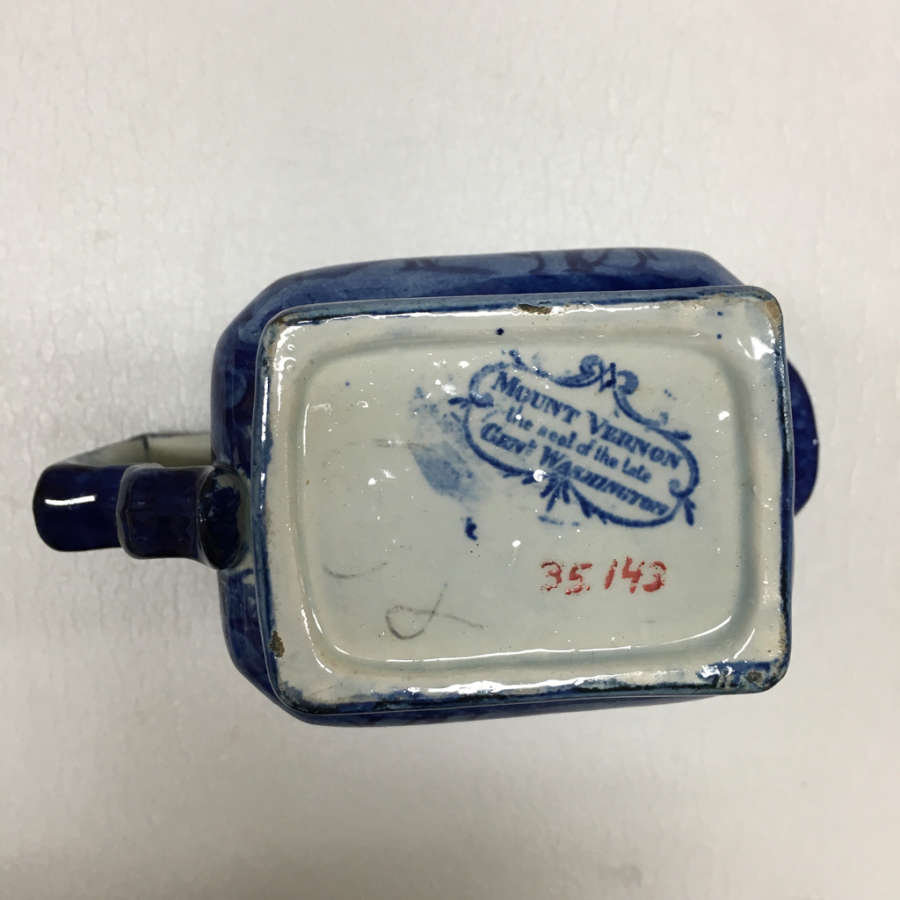 MOUNT VERNON
the seat of the late
GENL. WASHINGTON
35.143